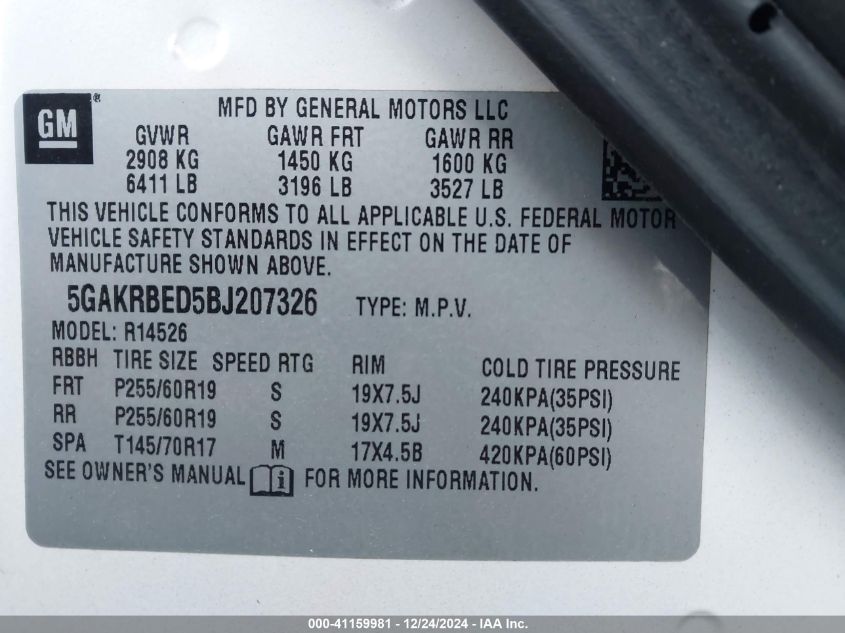 GM®
MFD BY GENERAL MOTORS LLC
GVWR GAWR FRT GAWR RR
2908 KG 1450 KG 1600 KG
6411 LB 3196 LB 3527 LB
THIS VEHICLE CONFORMS TO ALL APPLICABLE U.S. FEDERAL MOTOR
VEHICLE SAFETY STANDARDS IN EFFECT ON THE DATE OF
MANUFACTURE SHOWN ABOVE.
5GAKRBED5BJ207326 TYPE: M.P.V.
MODEL: R14526
RBBH TIRE SIZE SPEED RTG RIM COLD TIRE PRESSURE
FRT P255/60R19 S 19X7.5J 240KPA(35PSI)
RR P255/60R19 S 19X7.5J 240KPA(35PSI)
SPA T145/70R17 M 17X4.5B 420KPA(60PSI)
SEE OWNER'S MANUAL i FOR MORE INFORMATION.
000-41159981 - 12/24/2024 - IAA Inc.